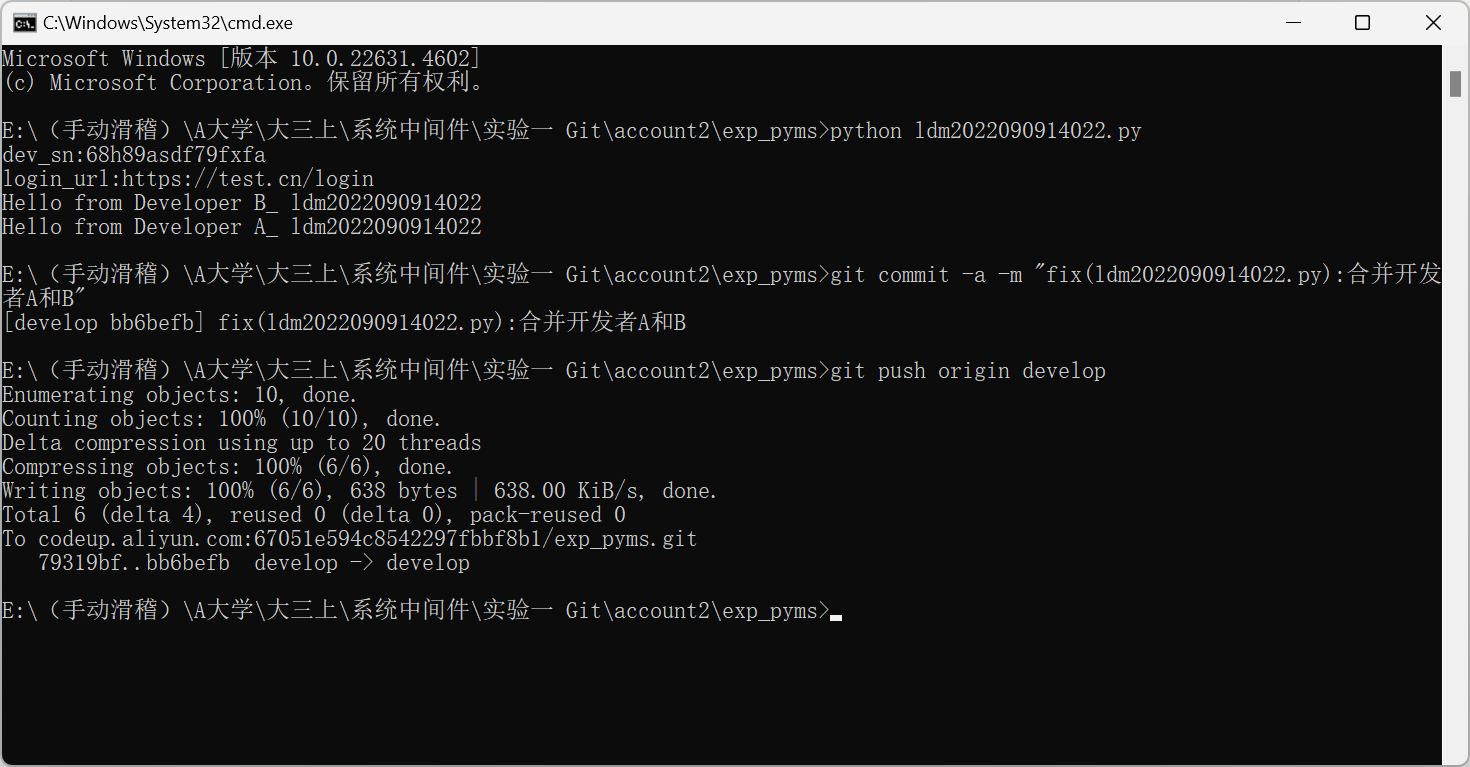 C:\Windows\System32\cmd.exe
Microsoft Windows [版本 10.0.22631.4602]
(c) Microsoft Corporation。保留所有权利。
E:\（手动滑稽）\A大学\大三上\系统中间件\实验一 Git\account2\exp_pyms>python ldm2022090914022.py
dev_sn:68h89asdf79fxfa
login_url:https://test.cn/login
Hello from Developer B_ ldm2022090914022
Hello from Developer A_ ldm2022090914022
E:\（手动滑稽）\A大学\大三上\系统中间件\实验一 Git\account2\exp_pyms>git commit -a -m "fix(ldm2022090914022.py):合并开发
者A和B"
[develop bb6befb] fix(ldm2022090914022.py):合并开发者A和B
E:\（手动滑稽）\A大学\大三上\系统中间件\实验一 Git\account2\exp_pyms>git push origin develop
Enumerating objects: 10, done.
Counting objects: 100% (10/10), done.
Delta compression using up to 20 threads
Compressing objects: 100% (6/6), done.
Writing objects: 100% (6/6), 638 bytes | 638.00 KiB/s, done.
Total 6 (delta 4), reused 0 (delta 0), pack-reused 0
To codeup.aliyun.com:67051e594c8542297fbbf8b1/exp_pyms.git
   79319bf..bb6befb  develop -> develop
E:\（手动滑稽）\A大学\大三上\系统中间件\实验一 Git\account2\exp_pyms>